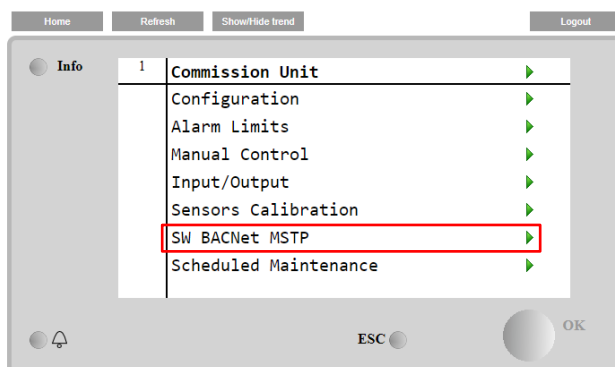 Home Refresh Show/Hide trend Logout
Info
1 Commission Unit
Configuration
Alarm Limits
Manual Control
Input/Output
Sensors Calibration
SW BACNet MSTP
Scheduled Maintenance
ESC OK